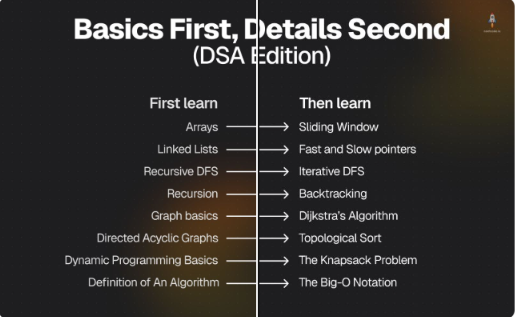 Basics First, Details Second
(DSA Edition)
First learn Then learn
Arrays Sliding Window
Linked Lists Fast and Slow pointers
Recursive DFS Iterative DFS
Recursion Backtracking
Graph basics Dijkstra's Algorithm
Directed Acyclic Graphs Topological Sort
Dynamic Programming Basics The Knapsack Problem
Definition of An Algorithm The Big-O Notation